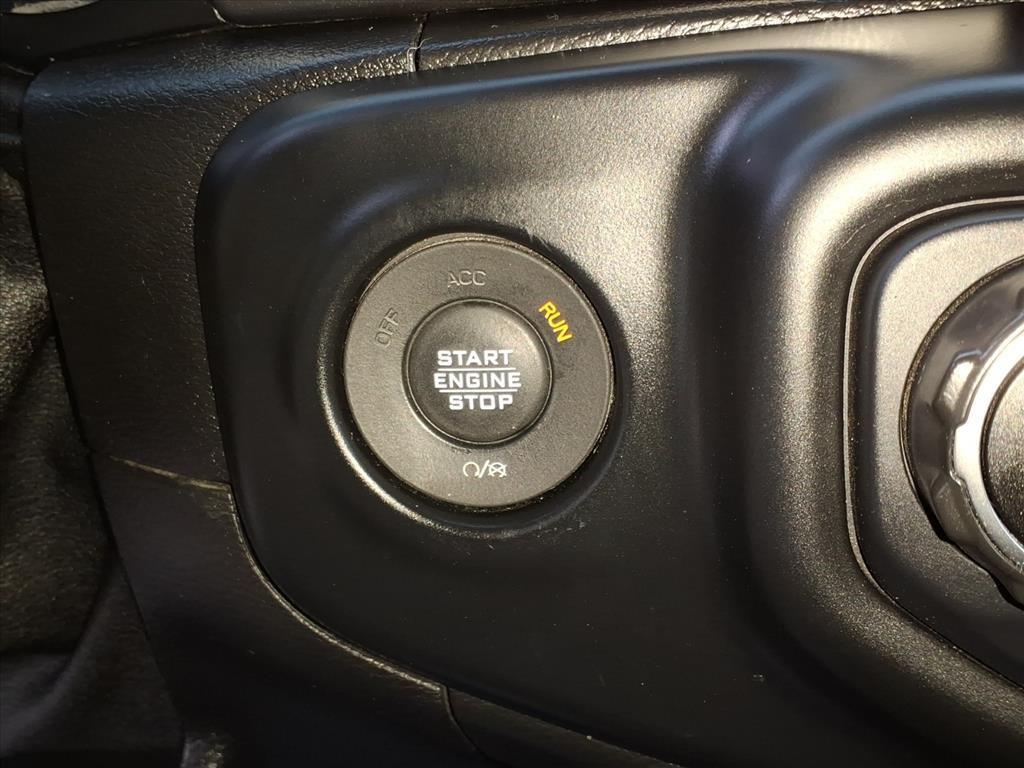 ACC
OFF
RUN
START
ENGINE
STOP